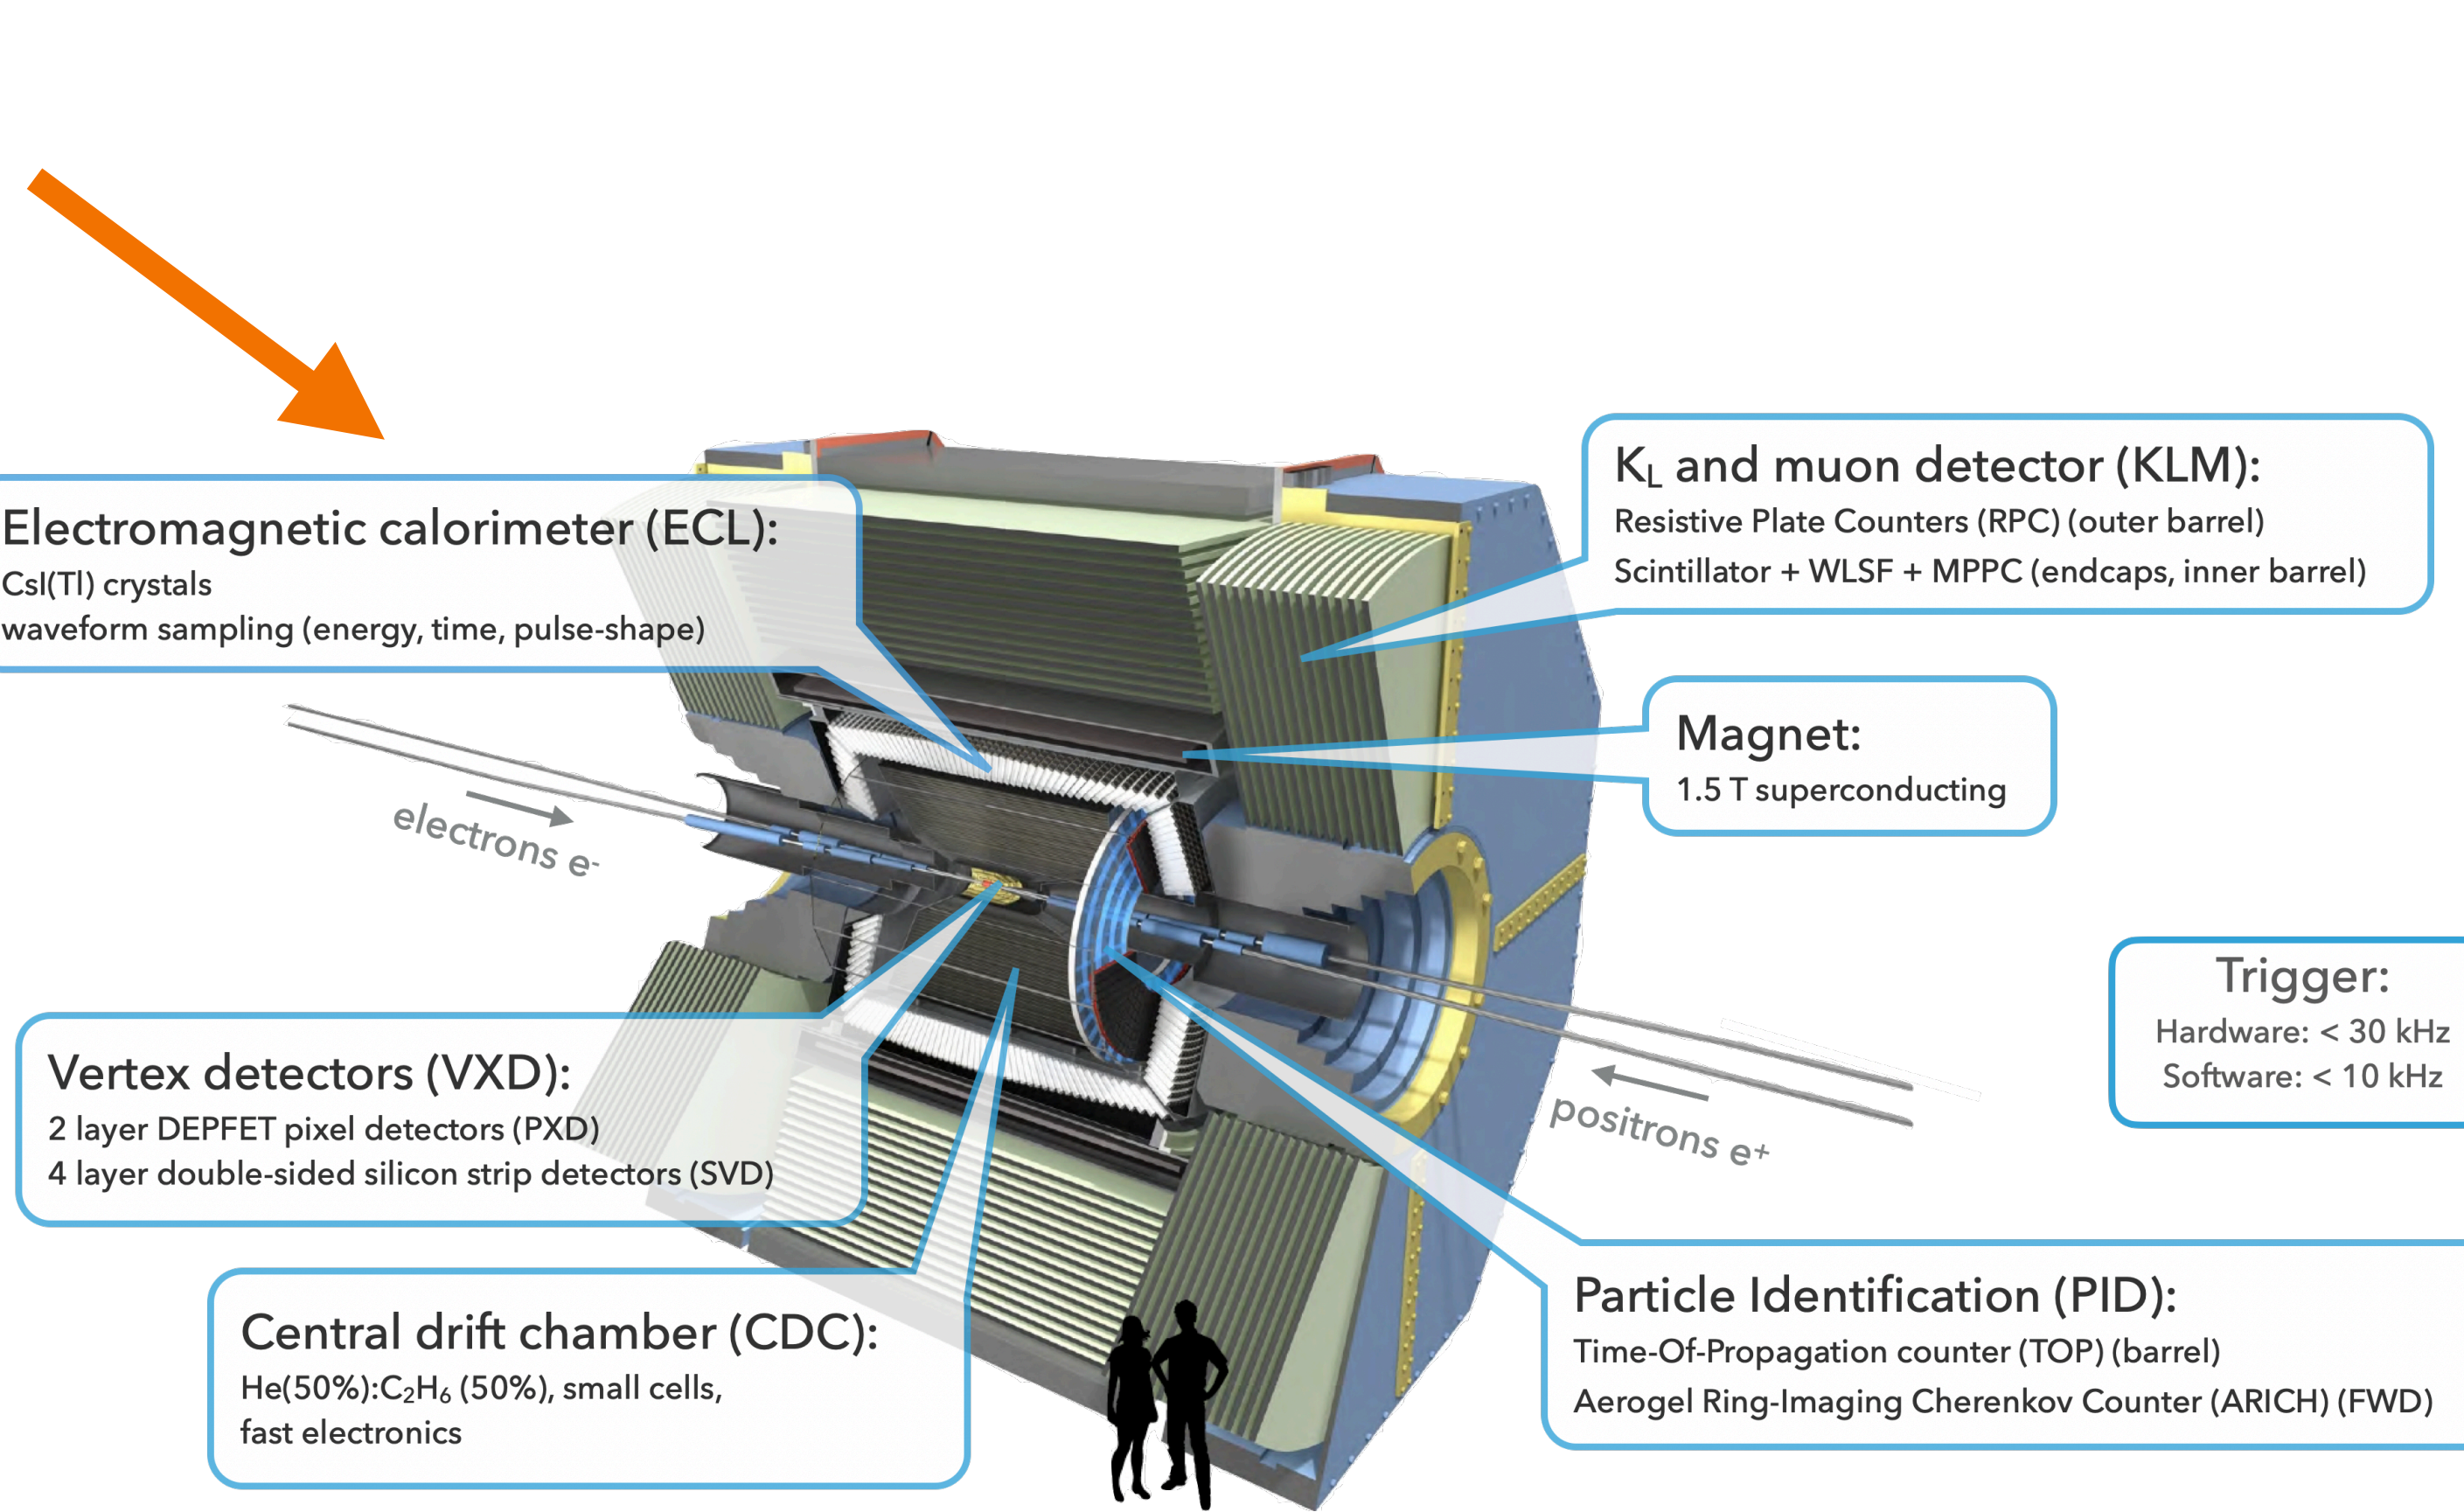 Electromagnetic calorimeter (ECL):
CsI(Tl) crystals
waveform sampling (energy, time, pulse-shape)
K_L and muon detector (KLM):
Resistive Plate Counters (RPC) (outer barrel)
Scintillator + WLSF + MPPC (endcaps, inner barrel)
Magnet:
1.5 T superconducting
electrons e⁻
Trigger:
Hardware: < 30 kHz
Software: < 10 kHz
positrons e⁺
Vertex detectors (VXD):
2 layer DEPFET pixel detectors (PXD)
4 layer double-sided silicon strip detectors (SVD)
Central drift chamber (CDC):
He(50%):C₂H₆ (50%), small cells,
fast electronics
Particle Identification (PID):
Time-Of-Propagation counter (TOP) (barrel)
Aerogel Ring-Imaging Cherenkov Counter (ARICH) (FWD)